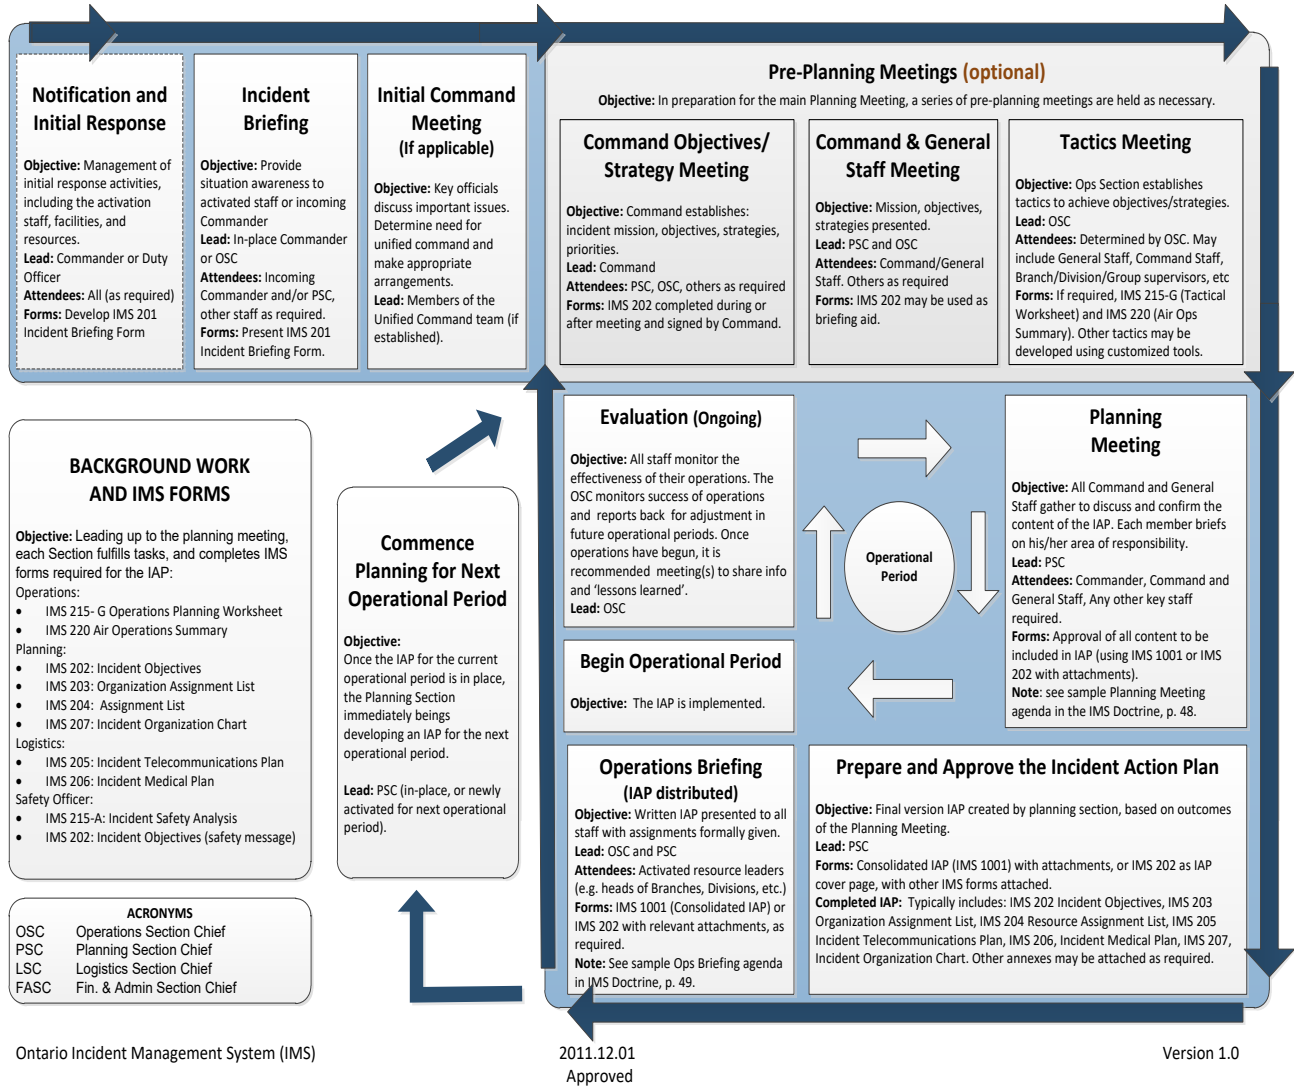 Notification and
Initial Response
Objective: Management of
initial response activities,
including the activation
staff, facilities, and
resources.
Lead: Commander or Duty
Officer
Attendees: All (as required)
Forms: Develop IMS 201
Incident Briefing Form
Incident
Briefing
Objective: Provide
situation awareness to
activated staff or incoming
Commander
Lead: In-place Commander
or OSC
Attendees: Incoming
Commander and/or PSC,
other staff as required.
Forms: Present IMS 201
Incident Briefing Form.
Initial Command
Meeting
(If applicable)
Objective: Key officials
discuss important issues.
Determine need for
unified command and
make appropriate
arrangements.
Lead: Members of the
Unified Command team (if
established).
Pre-Planning Meetings (optional)
Objective: In preparation for the main Planning Meeting, a series of pre-planning meetings are held as necessary.
Command Objectives/
Strategy Meeting
Objective: Command establishes:
incident mission, objectives, strategies,
priorities.
Lead: Command
Attendees: PSC, OSC, others as required
Forms: IMS 202 completed during or
after meeting and signed by Command.
Command & General
Staff Meeting
Objective: Mission, objectives,
strategies presented.
Lead: PSC and OSC
Attendees: Command/General
Staff. Others as required
Forms: IMS 202 may be used as
briefing aid.
Tactics Meeting
Objective: Ops Section establishes
tactics to achieve objectives/strategies.
Lead: OSC
Attendees: Determined by OSC. May
include General Staff, Command Staff,
Branch/Division/Group supervisors, etc
Forms: If required, IMS 215-G (Tactical
Worksheet) and IMS 220 (Air Ops
Summary). Other tactics may be
developed using customized tools.
BACKGROUND WORK
AND IMS FORMS
Objective: Leading up to the planning meeting,
each Section fulfills tasks, and completes IMS
forms required for the IAP:
Operations:
• IMS 215- G Operations Planning Worksheet
• IMS 220 Air Operations Summary
Planning:
• IMS 202: Incident Objectives
• IMS 203: Organization Assignment List
• IMS 204: Assignment List
• IMS 207: Incident Organization Chart
Logistics:
• IMS 205: Incident Telecommunications Plan
• IMS 206: Incident Medical Plan
Safety Officer:
• IMS 215-A: Incident Safety Analysis
• IMS 202: Incident Objectives (safety message)
ACRONYMS
OSC Operations Section Chief
PSC Planning Section Chief
LSC Logistics Section Chief
FASC Fin. & Admin Section Chief
Commence
Planning for Next
Operational Period
Objective:
Once the IAP for the current
operational period is in place,
the Planning Section
immediately beings
developing an IAP for the next
operational period.
Lead: PSC (in-place, or newly
activated for next operational
period).
Evaluation (Ongoing)
Objective: All staff monitor the
effectiveness of their operations. The
OSC monitors success of operations
and reports back for adjustment in
future operational periods. Once
operations have begun, it is
recommended meeting(s) to share info
and ‘lessons learned’.
Lead: OSC
Operational
Period
Planning
Meeting
Objective: All Command and General
Staff gather to discuss and confirm the
content of the IAP. Each member briefs
on his/her area of responsibility.
Lead: PSC
Attendees: Commander, Command and
General Staff, Any other key staff
required.
Forms: Approval of all content to be
included in IAP (using IMS 1001 or IMS
202 with attachments).
Note: see sample Planning Meeting
agenda in the IMS Doctrine, p. 48.
Begin Operational Period
Objective: The IAP is implemented.
Operations Briefing
(IAP distributed)
Objective: Written IAP presented to all
staff with assignments formally given.
Lead: OSC and PSC
Attendees: Activated resource leaders
(e.g. heads of Branches, Divisions, etc.)
Forms: IMS 1001 (Consolidated IAP) or
IMS 202 with relevant attachments, as
required.
Note: See sample Ops Briefing agenda
in IMS Doctrine, p. 49.
Prepare and Approve the Incident Action Plan
Objective: Final version IAP created by planning section, based on outcomes
of the Planning Meeting.
Lead: PSC
Forms: Consolidated IAP (IMS 1001) with attachments, or IMS 202 as IAP
cover page, with other IMS forms attached.
Completed IAP: Typically includes: IMS 202 Incident Objectives, IMS 203
Organization Assignment List, IMS 204 Resource Assignment List, IMS 205
Incident Telecommunications Plan, IMS 206, Incident Medical Plan, IMS 207,
Incident Organization Chart. Other annexes may be attached as required.
Ontario Incident Management System (IMS)
2011.12.01
Approved
Version 1.0